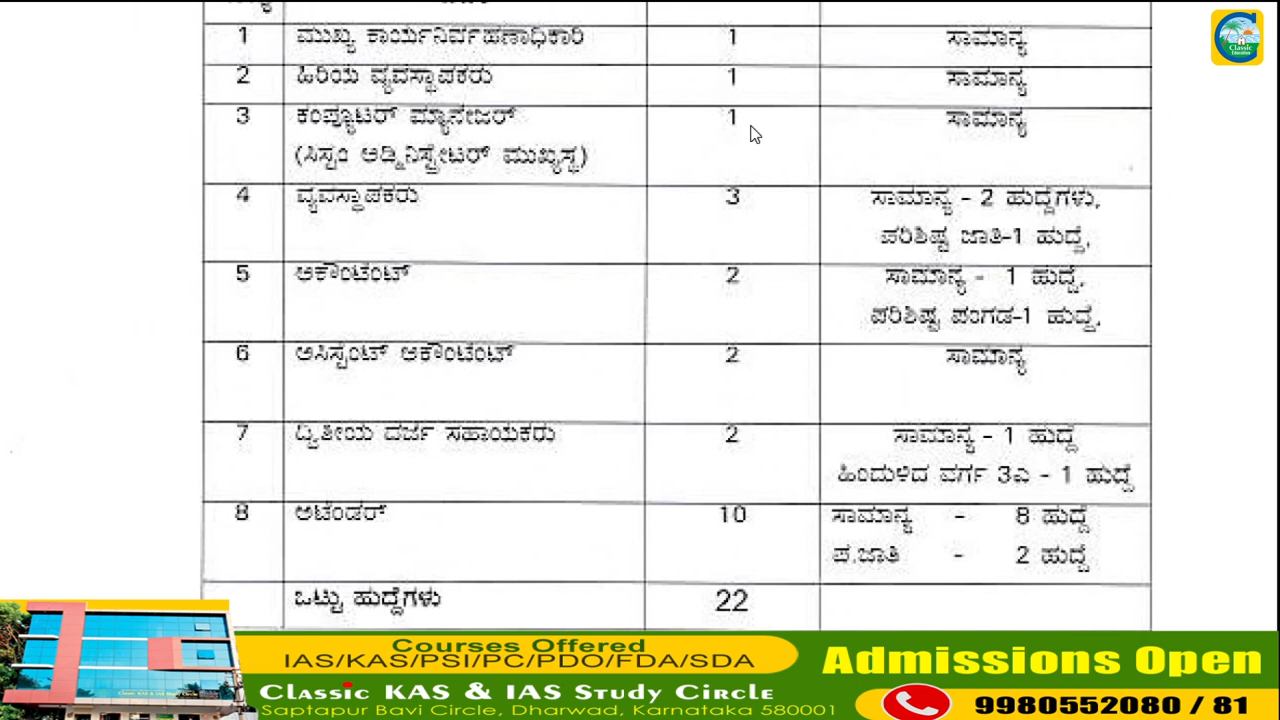 1 ಮುಖ್ಯ ಕಾರ್ಯನಿರ್ವಹಣಾಧಿಕಾರಿ 1 ಸಾಮಾನ್ಯ
2 ಹಿರಿಯ ವ್ಯವಸ್ಥಾಪಕರು 1 ಸಾಮಾನ್ಯ
3 ಕಂಪ್ಯೂಟರ್ ಮ್ಯಾನೇಜರ್ 1 ಸಾಮಾನ್ಯ
(ಸಿಸ್ಟಂ ಅಡ್ಮಿನಿಸ್ಟ್ರೇಟರ್ ಮುಖ್ಯಸ್ಥ)
4 ವ್ಯವಸ್ಥಾಪಕರು 3 ಸಾಮಾನ್ಯ - 2 ಹುದ್ದೆಗಳು,
ಪರಿಶಿಷ್ಟ ಜಾತಿ-1 ಹುದ್ದೆ,
5 ಅಕೌಂಟೆಂಟ್ 2 ಸಾಮಾನ್ಯ - 1 ಹುದ್ದೆ,
ಪರಿಶಿಷ್ಟ ಪಂಗಡ-1 ಹುದ್ದೆ,
6 ಅಸಿಸ್ಟೆಂಟ್ ಅಕೌಂಟೆಂಟ್ 2 ಸಾಮಾನ್ಯ
7 ದ್ವಿತೀಯ ದರ್ಜೆ ಸಹಾಯಕರು 2 ಸಾಮಾನ್ಯ - 1 ಹುದ್ದೆ
ಹಿಂದುಳಿದ ವರ್ಗ 3ಎ - 1 ಹುದ್ದೆ
8 ಅಟೆಂಡರ್ 10 ಸಾಮಾನ್ಯ - 8 ಹುದ್ದೆ
ಪ.ಜಾತಿ - 2 ಹುದ್ದೆ
ಒಟ್ಟು ಹುದ್ದೆಗಳು 22
Classic
Education
Courses Offered
IAS/KAS/PSI/PC/PDO/FDA/SDA
Classic KAS & IAS Study Circle
Saptapur Bavi Circle, Dharwad, Karnataka 580001
Admissions Open
9980552080 / 81